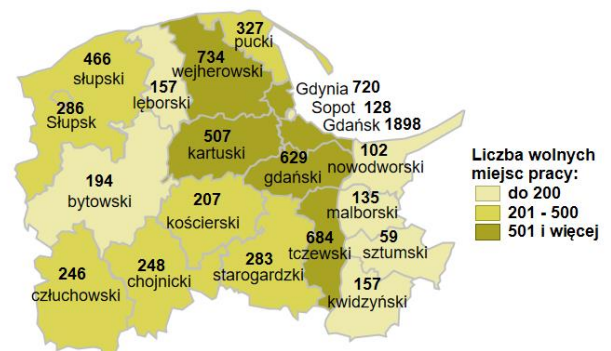 327
pucki
466
słupski
734
wejherowski
157
lęborski
Gdynia 720
Sopot 128
Gdańsk 1898
286
Słupsk
507
kartuski
629
gdański
102
nowodworski
194
bytowski
207
kościerski
135
malborski
684
tczewski
59
sztumski
246
człuchowski
248
chojnicki
283
starogardzki
157
kwidzyński
Liczba wolnych
miejsc pracy:
do 200
201 - 500
501 i więcej